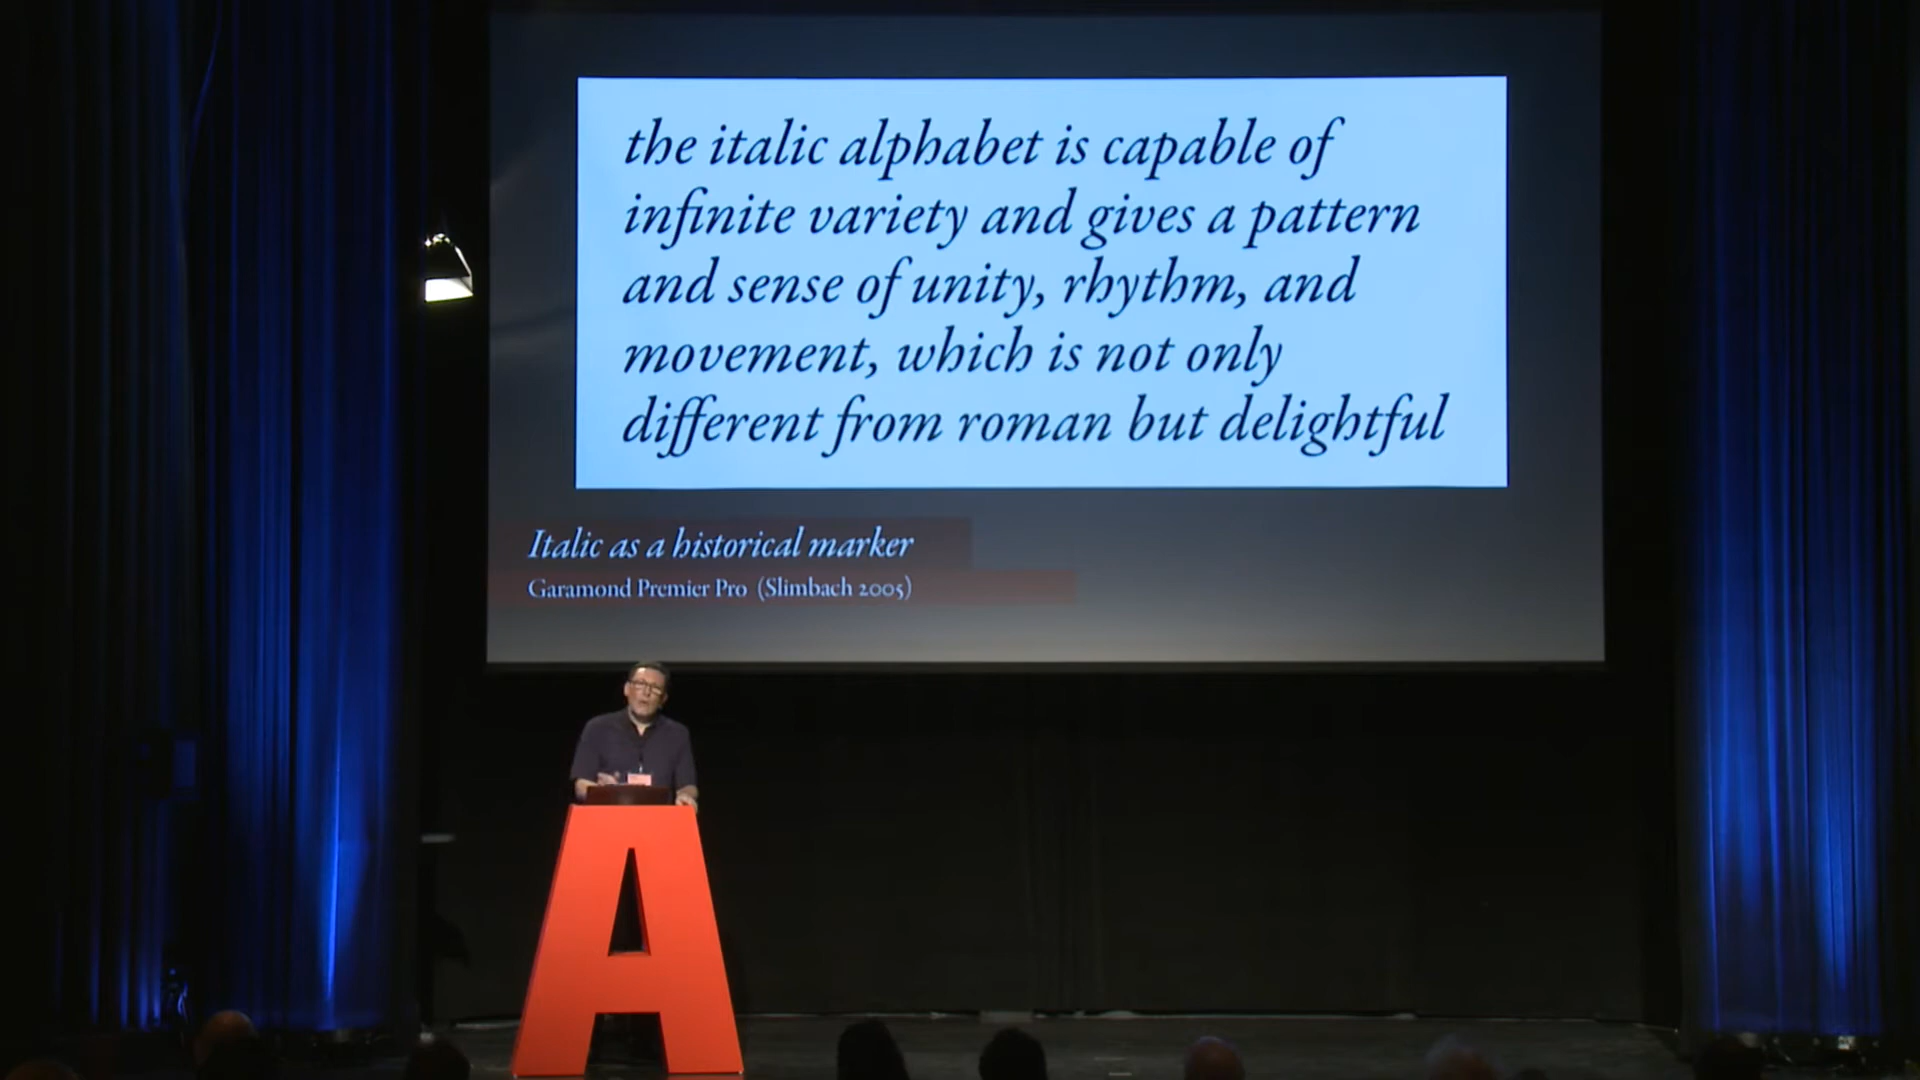 the italic alphabet is capable of
infinite variety and gives a pattern
and sense of unity, rhythm, and
movement, which is not only
different from roman but delightful
Italic as a historical marker
Garamond Premier Pro (Slimbach 2005)
A